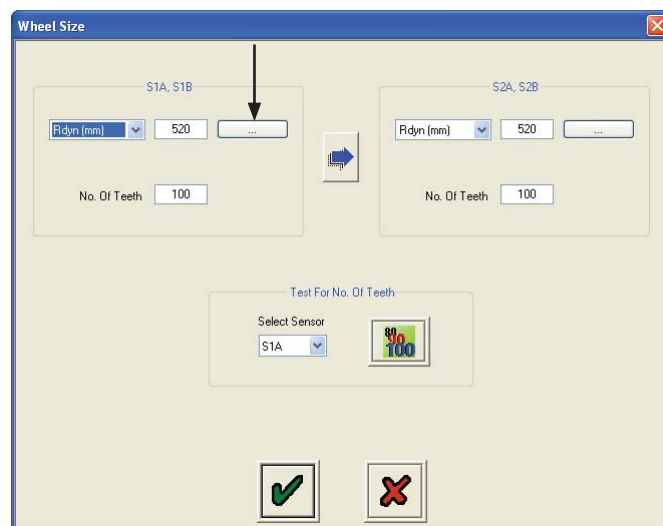 Wheel Size
S1A, S1B
Rdyn (mm) 520 ...
No. Of Teeth 100
S2A, S2B
Rdyn (mm) 520 ...
No. Of Teeth 100
Test For No. Of Teeth
Select Sensor
S1A
80
90
100